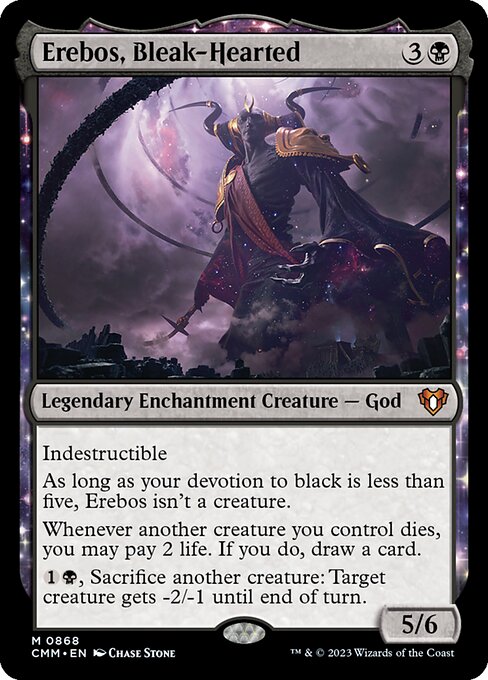 Erebos, Bleak-Hearted 3
Legendary Enchantment Creature — God
Indestructible
As long as your devotion to black is less than
five, Erebos isn't a creature.
Whenever another creature you control dies,
you may pay 2 life. If you do, draw a card.
1, Sacrifice another creature: Target
creature gets -2/-1 until end of turn.
5/6
M 0868
CMM • EN Chase Stone
™ & © 2023 Wizards of the Coast